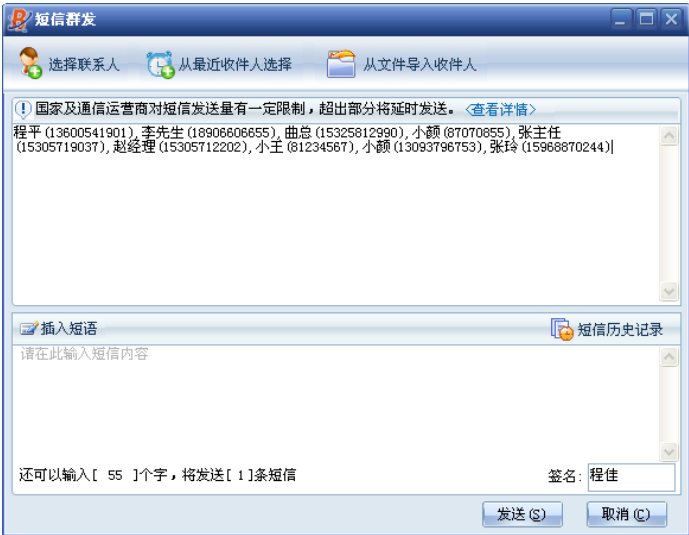 短信群发
选择联系人 从最近收件人选择 从文件导入收件人
国家及通信运营商对短信发送量有一定限制，超出部分将延时发送。<查看详情>
程平(13600541901),李先生(18906606655),曲总(15325812990),小颜(87070855),张主任
(15305719037),赵经理(15305712202),小王(81234567),小颜(13093796753),张玲(15968870244)
插入短语 短信历史记录
请在此输入短信内容
还可以输入[ 55 ]个字，将发送[ 1]条短信 签名: 程佳
发送(S) 取消(C)